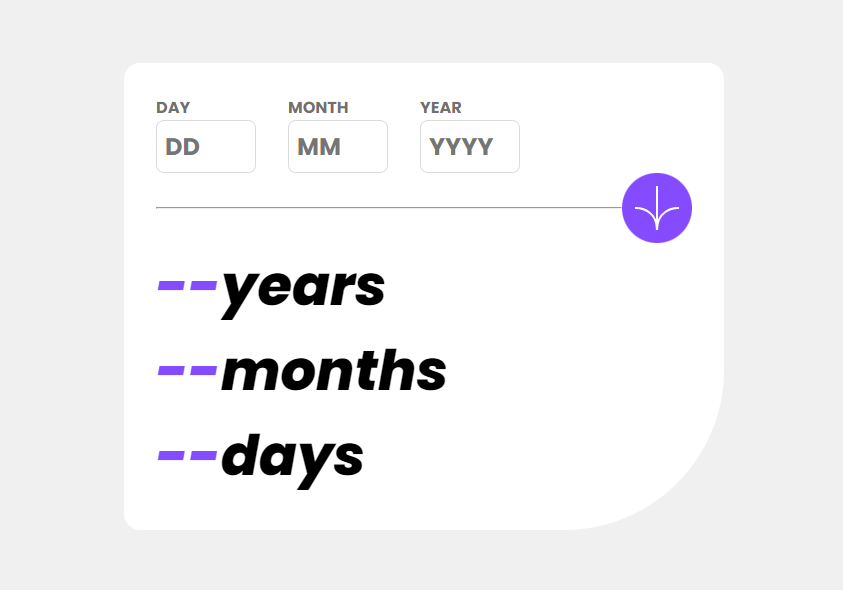 DAY MONTH YEAR
DD MM YYYY
--years
--months
--days